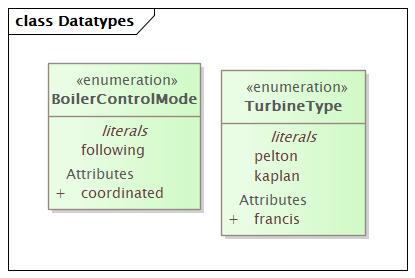 class Datatypes
«enumeration»
BoilerControlMode
literals
following
Attributes
+ coordinated
«enumeration»
TurbineType
literals
pelton
kaplan
Attributes
+ francis